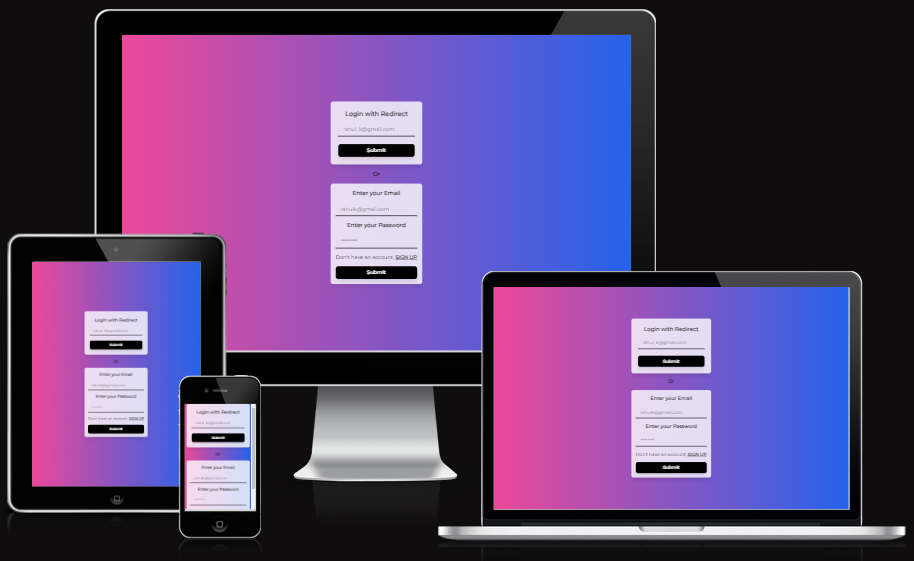 Login with Redirect
rahul_k@gmail.com
Submit
Or
Enter your Email
rahulk@gmail.com
Enter your Password
Don't have an account, SIGN UP
Submit
Login with Redirect
rahul_k@gmail.com
Submit
Or
Enter your Email
rahulk@gmail.com
Enter your Password
Don't have an account, SIGN UP
Submit
Login with Redirect
rahul_k@gmail.com
Submit
Or
Enter your Email
rahulk@gmail.com
Enter your Password
Login with Redirect
rahul_k@gmail.com
Submit
Or
Enter your Email
rahulk@gmail.com
Enter your Password
Don't have an account, SIGN UP
Submit